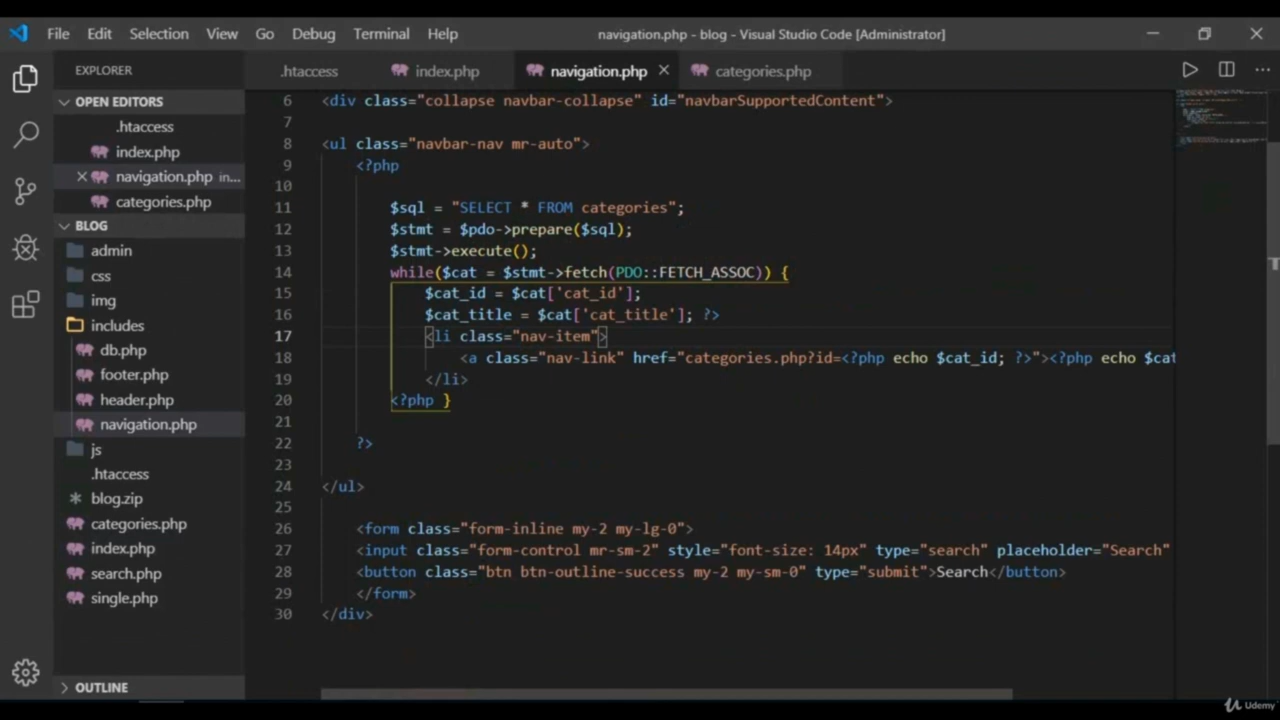 File Edit Selection View Go Debug Terminal Help navigation.php - blog - Visual Studio Code [Administrator]
EXPLORER
.htaccess index.php navigation.php categories.php
OPEN EDITORS
.htaccess
index.php
navigation.php in...
categories.php
BLOG
admin
css
img
includes
db.php
footer.php
header.php
navigation.php
js
.htaccess
blog.zip
categories.php
index.php
search.php
single.php
OUTLINE
6 <div class="collapse navbar-collapse" id="navbarSupportedContent">
7
8 <ul class="navbar-nav mr-auto">
9 <?php
10
11 $sql = "SELECT * FROM categories";
12 $stmt = $pdo->prepare($sql);
13 $stmt->execute();
14 while($cat = $stmt->fetch(PDO::FETCH_ASSOC)) {
15 $cat_id = $cat['cat_id'];
16 $cat_title = $cat['cat_title']; ?>
17 <li class="nav-item">
18 <a class="nav-link" href="categories.php?id=<?php echo $cat_id; ?>"><?php echo $cat
19 </li>
20 <?php }
21
22 ?>
23
24 </ul>
25
26 <form class="form-inline my-2 my-lg-0">
27 <input class="form-control mr-sm-2" style="font-size: 14px" type="search" placeholder="Search"
28 <button class="btn btn-outline-success my-2 my-sm-0" type="submit">Search</button>
29 </form>
30 </div>
Udemy